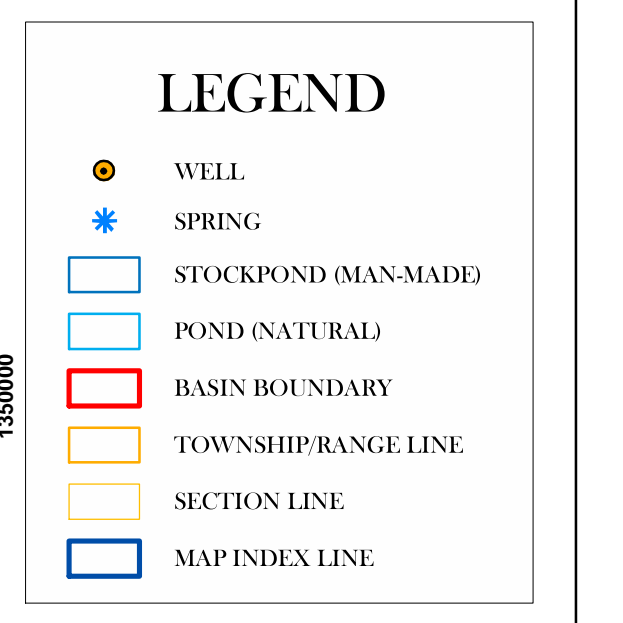 LEGEND
WELL
SPRING
STOCKPOND (MAN-MADE)
POND (NATURAL)
BASIN BOUNDARY
TOWNSHIP/RANGE LINE
SECTION LINE
MAP INDEX LINE
1350000